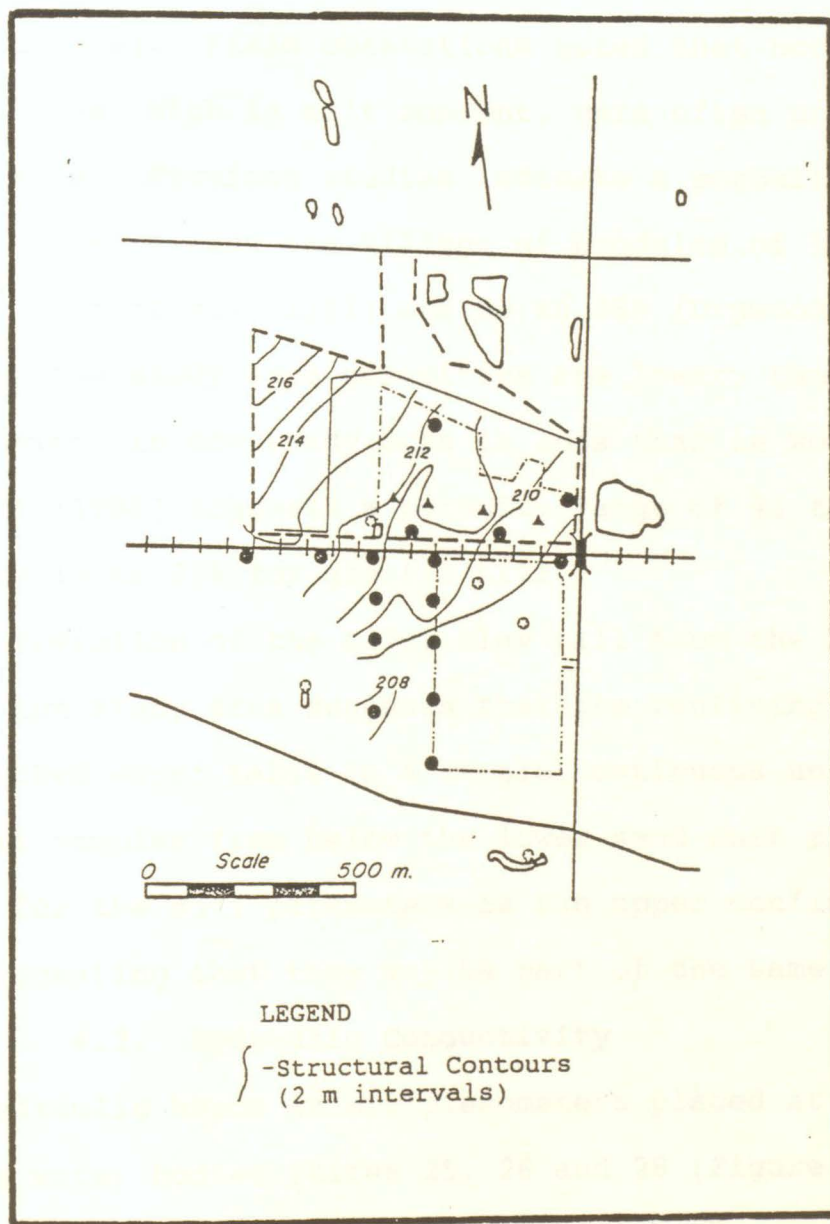 N
216
214
212
210
208
0 Scale 500 m.
LEGEND
-Structural Contours
(2 m intervals)